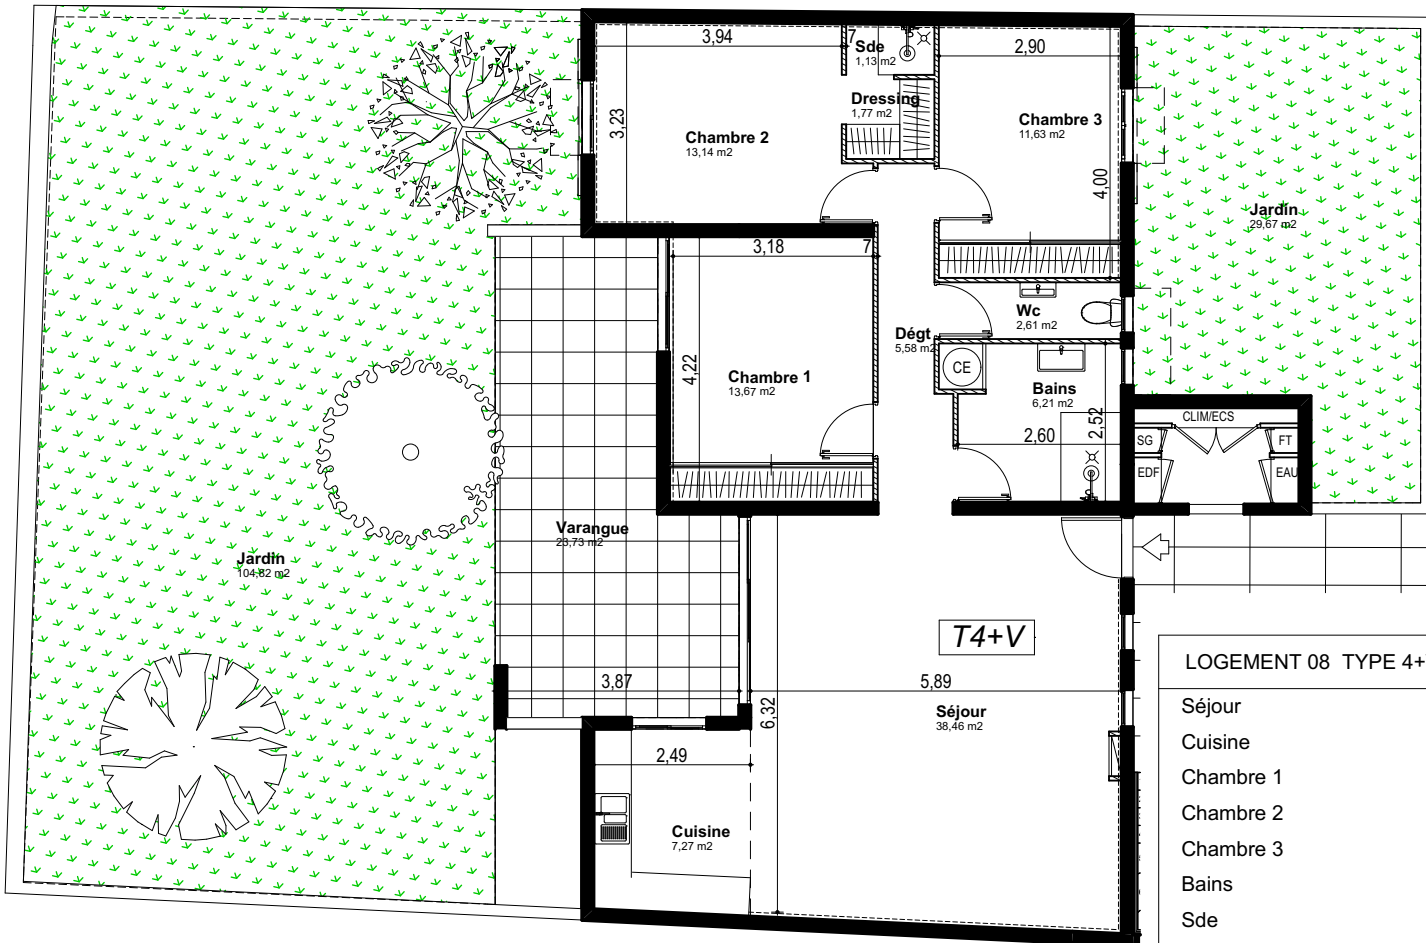 3,94
7
Sde
1,13 m2
2,90
Dressing
1,77 m2
3,23
Chambre 2
13,14 m2
Chambre 3
11,63 m2
4,00
Jardin
29,67 m2
3,18
7
Wc
2,61 m2
Dégt
5,58 m2
4,22
Chambre 1
13,67 m2
CE
Bains
6,21 m2
2,52
2,60
CLIM/ECS
SG
FT
EDF
EAU
Varangue
23,73 m2
Jardin
104,82 m2
T4+V
3,87
5,89
6,32
Séjour
38,46 m2
2,49
Cuisine
7,27 m2
LOGEMENT 08 TYPE 4+
Séjour
Cuisine
Chambre 1
Chambre 2
Chambre 3
Bains
Sde